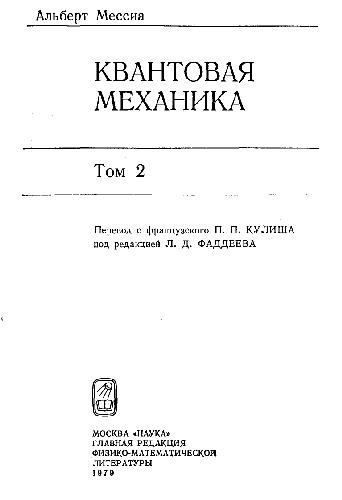 Альберт Мессиа
КВАНТОВАЯ
МЕХАНИКА
Том 2
Перевод с французского П. П. КУЛИША
под редакцией Л. Д. ФАДДЕЕВА
МОСКВА «НАУКА»
ГЛАВНАЯ РЕДАКЦИЯ
ФИЗИКО-МАТЕМАТИЧЕСКОЙ
ЛИТЕРАТУРЫ
1979